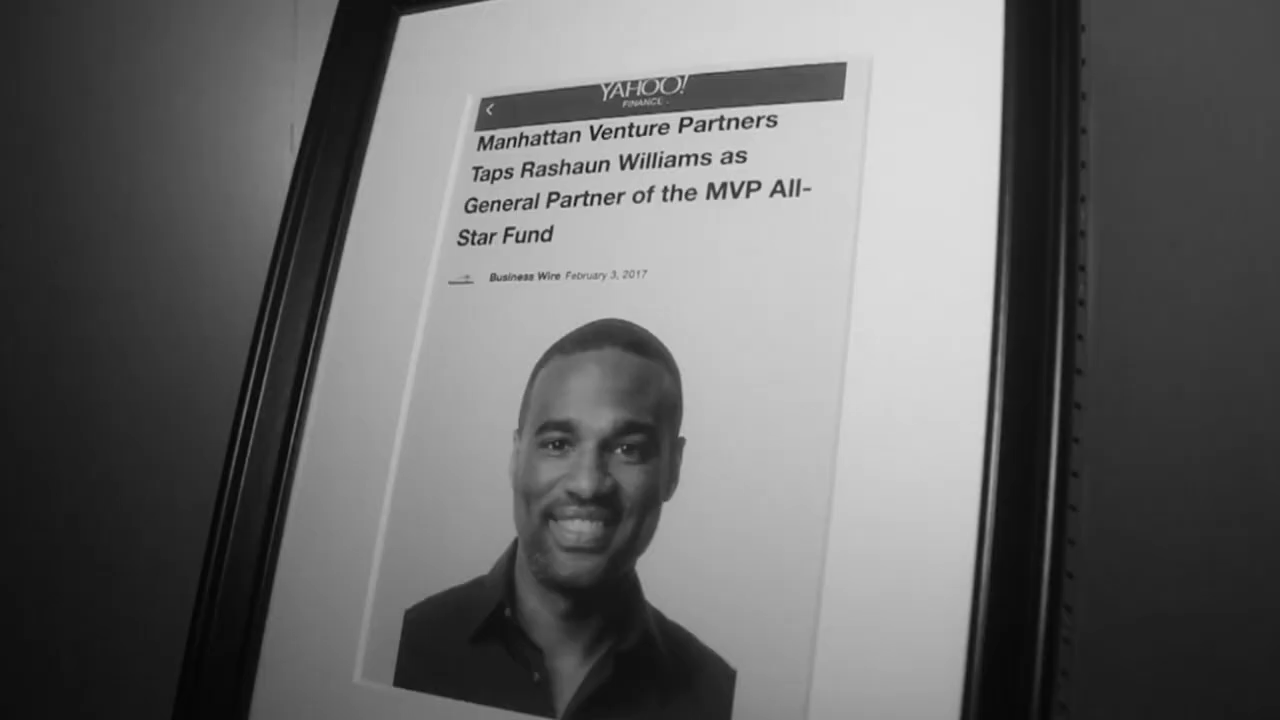 YAHOO!
FINANCE
Manhattan Venture Partners
Taps Rashaun Williams as
General Partner of the MVP All-
Star Fund
Business Wire February 3, 2017